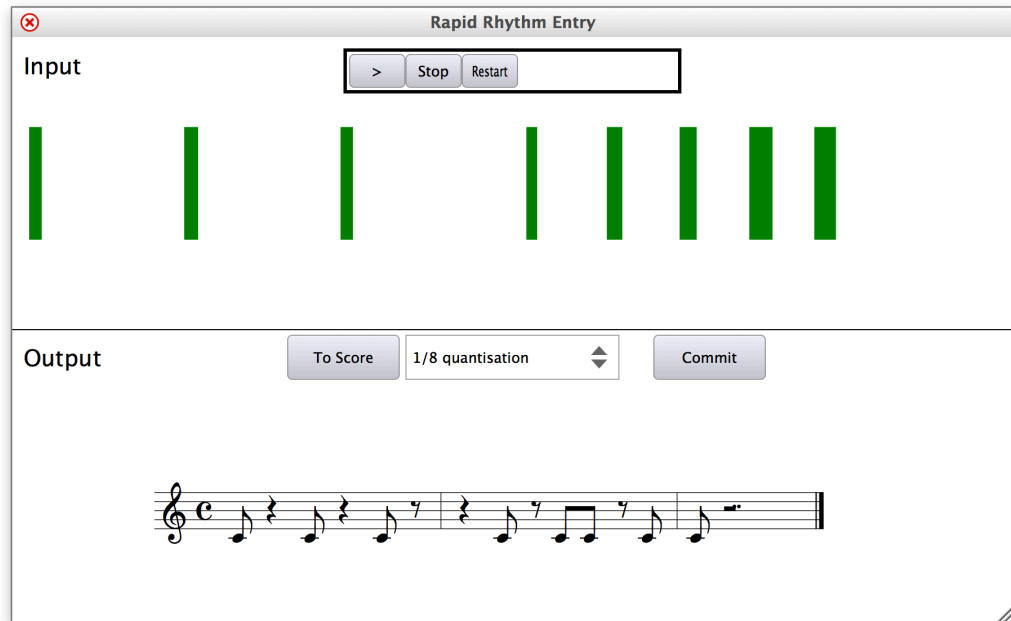 Rapid Rhythm Entry
Input
> Stop Restart
Output
To Score 1/8 quantisation Commit